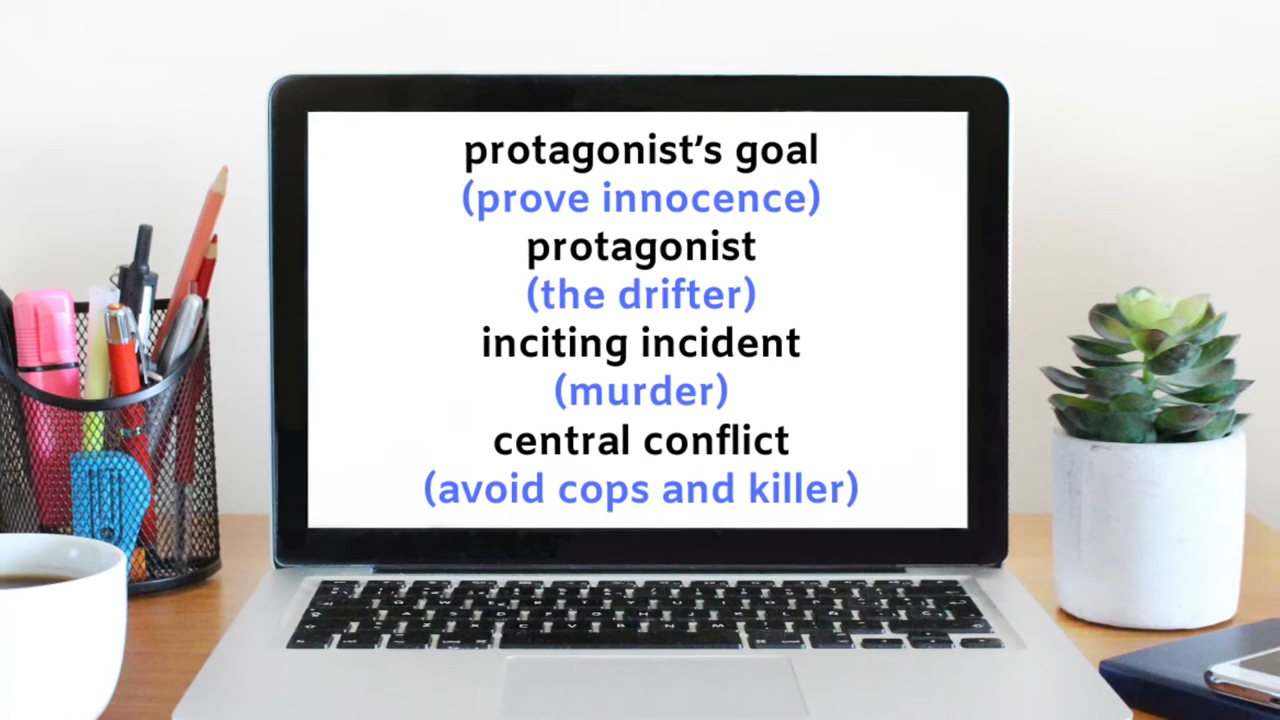 protagonist’s goal
(prove innocence)
protagonist
(the drifter)
inciting incident
(murder)
central conflict
(avoid cops and killer)